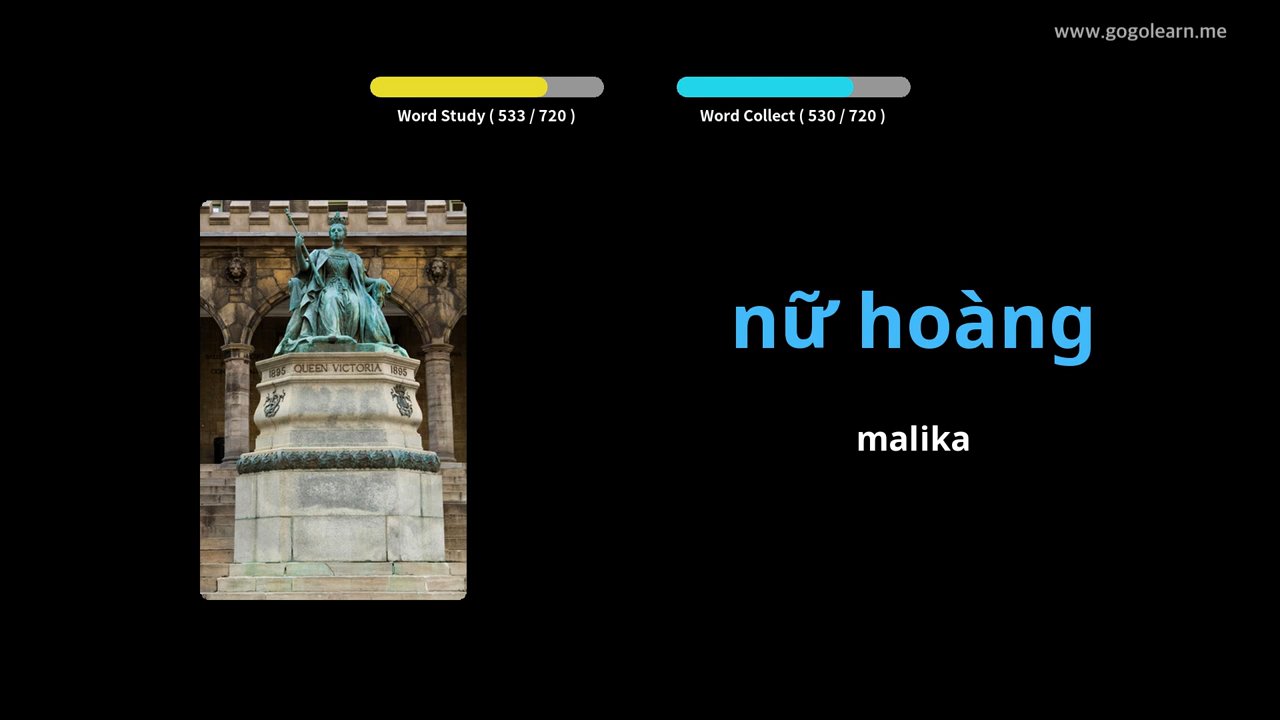 www.gogolearn.me
Word Study ( 533 / 720 )
Word Collect ( 530 / 720 )
1895 QUEEN VICTORIA 1895
nữ hoàng
malika